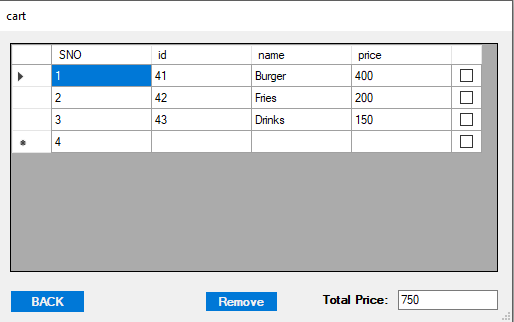 cart
SNO id name price
1 41 Burger 400
2 42 Fries 200
3 43 Drinks 150
4
BACK Remove Total Price: 750